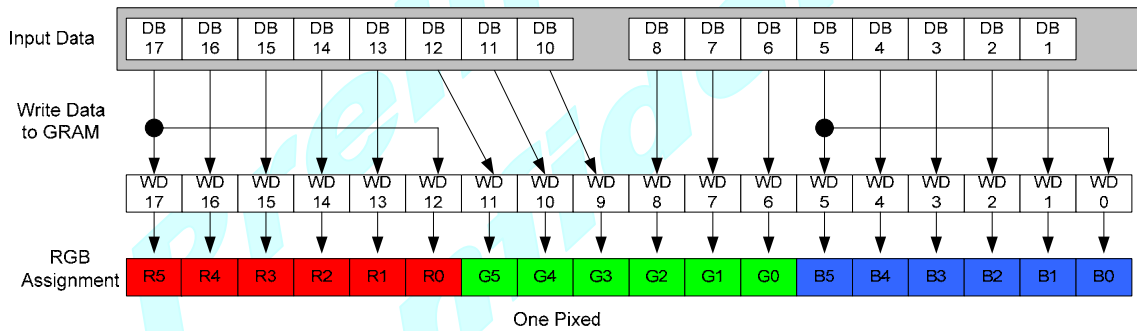 Input Data
DB DB DB DB DB DB DB DB DB DB DB DB DB DB DB DB
17 16 15 14 13 12 11 10 8 7 6 5 4 3 2 1
Write Data
to GRAM
WD WD WD WD WD WD WD WD WD WD WD WD WD WD WD WD WD WD
17 16 15 14 13 12 11 10 9 8 7 6 5 4 3 2 1 0
RGB
Assignment
R5 R4 R3 R2 R1 R0 G5 G4 G3 G2 G1 G0 B5 B4 B3 B2 B1 B0
One Pixed